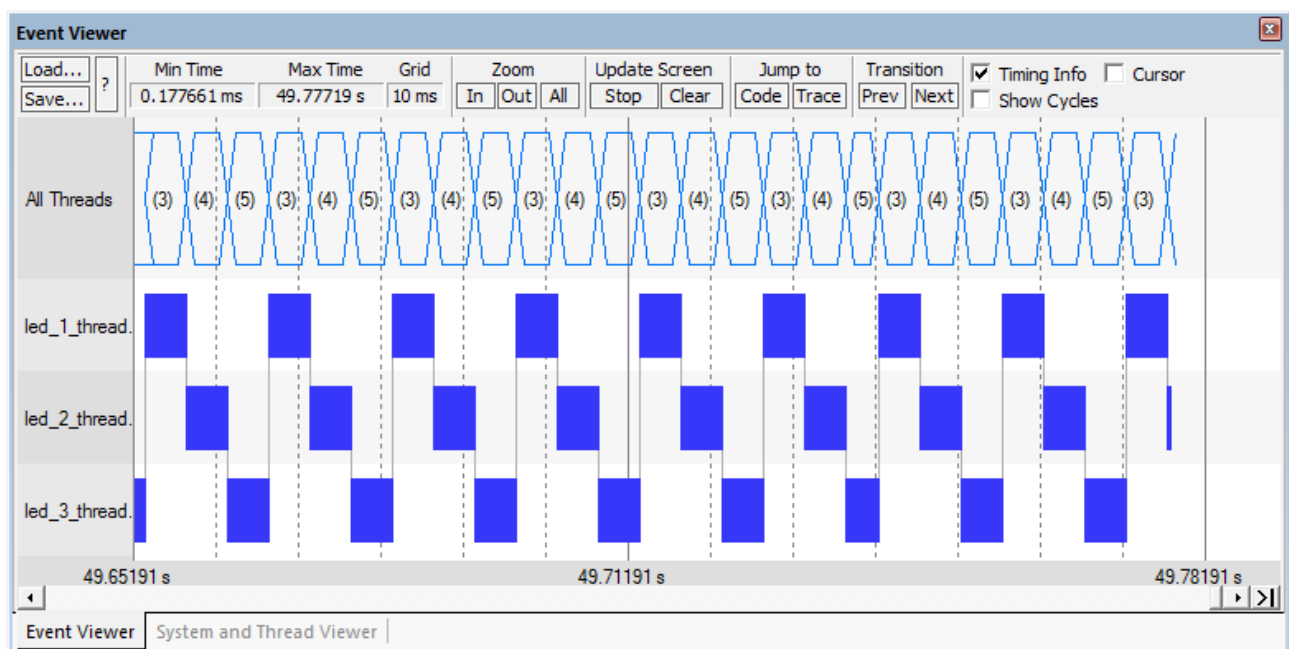 Event Viewer
Load... ? Min Time Max Time Grid Zoom Update Screen Jump to Transition Timing Info Cursor
Save... 0.177661 ms 49.77719 s 10 ms In Out All Stop Clear Code Trace Prev Next Show Cycles
All Threads (3) (4) (5) (3) (4) (5) (3) (4) (5) (3) (4) (5) (3) (4) (5) (3) (4) (5) (3) (4) (5) (3) (4) (5) (3)
led_1_thread.
led_2_thread.
led_3_thread.
49.65191 s 49.71191 s 49.78191 s
Event Viewer System and Thread Viewer